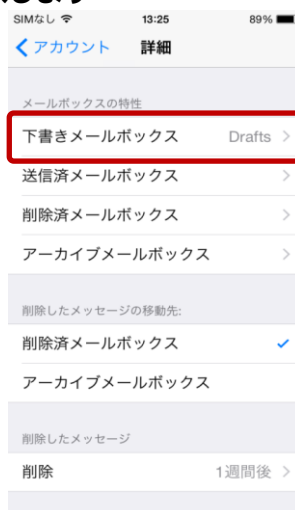 します
SIMなし 13:25 89%
アカウント 詳細
メールボックスの特性
下書きメールボックス Drafts
送信済メールボックス
削除済メールボックス
アーカイブメールボックス
削除したメッセージの移動先:
削除済メールボックス
アーカイブメールボックス
削除したメッセージ
削除 1週間後